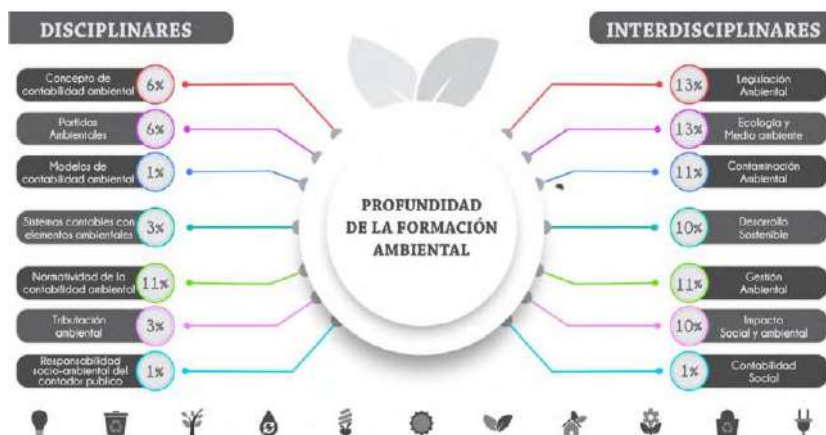 DISCIPLINARES
Concepto de
contabilidad ambiental
6%
Partidas
Ambientales
6%
Modelos de
contabilidad ambiental
1%
Sistemas contables con
elementos ambientales
3%
Normatividad de la
contabilidad ambiental
11%
Tributación
ambiental
3%
Responsabilidad
socio-ambiental del
contador publico
1%
PROFUNDIDAD
DE LA FORMACIÓN
AMBIENTAL
INTERDISCIPLINARES
13%
Legislación
Ambiental
13%
Ecología y
Medio ambiente
11%
Contaminación
Ambiental
10%
Desarrollo
Sostenible
11%
Gestión
Ambiental
10%
Impacto
Social y ambiental
1%
Contabilidad
Social